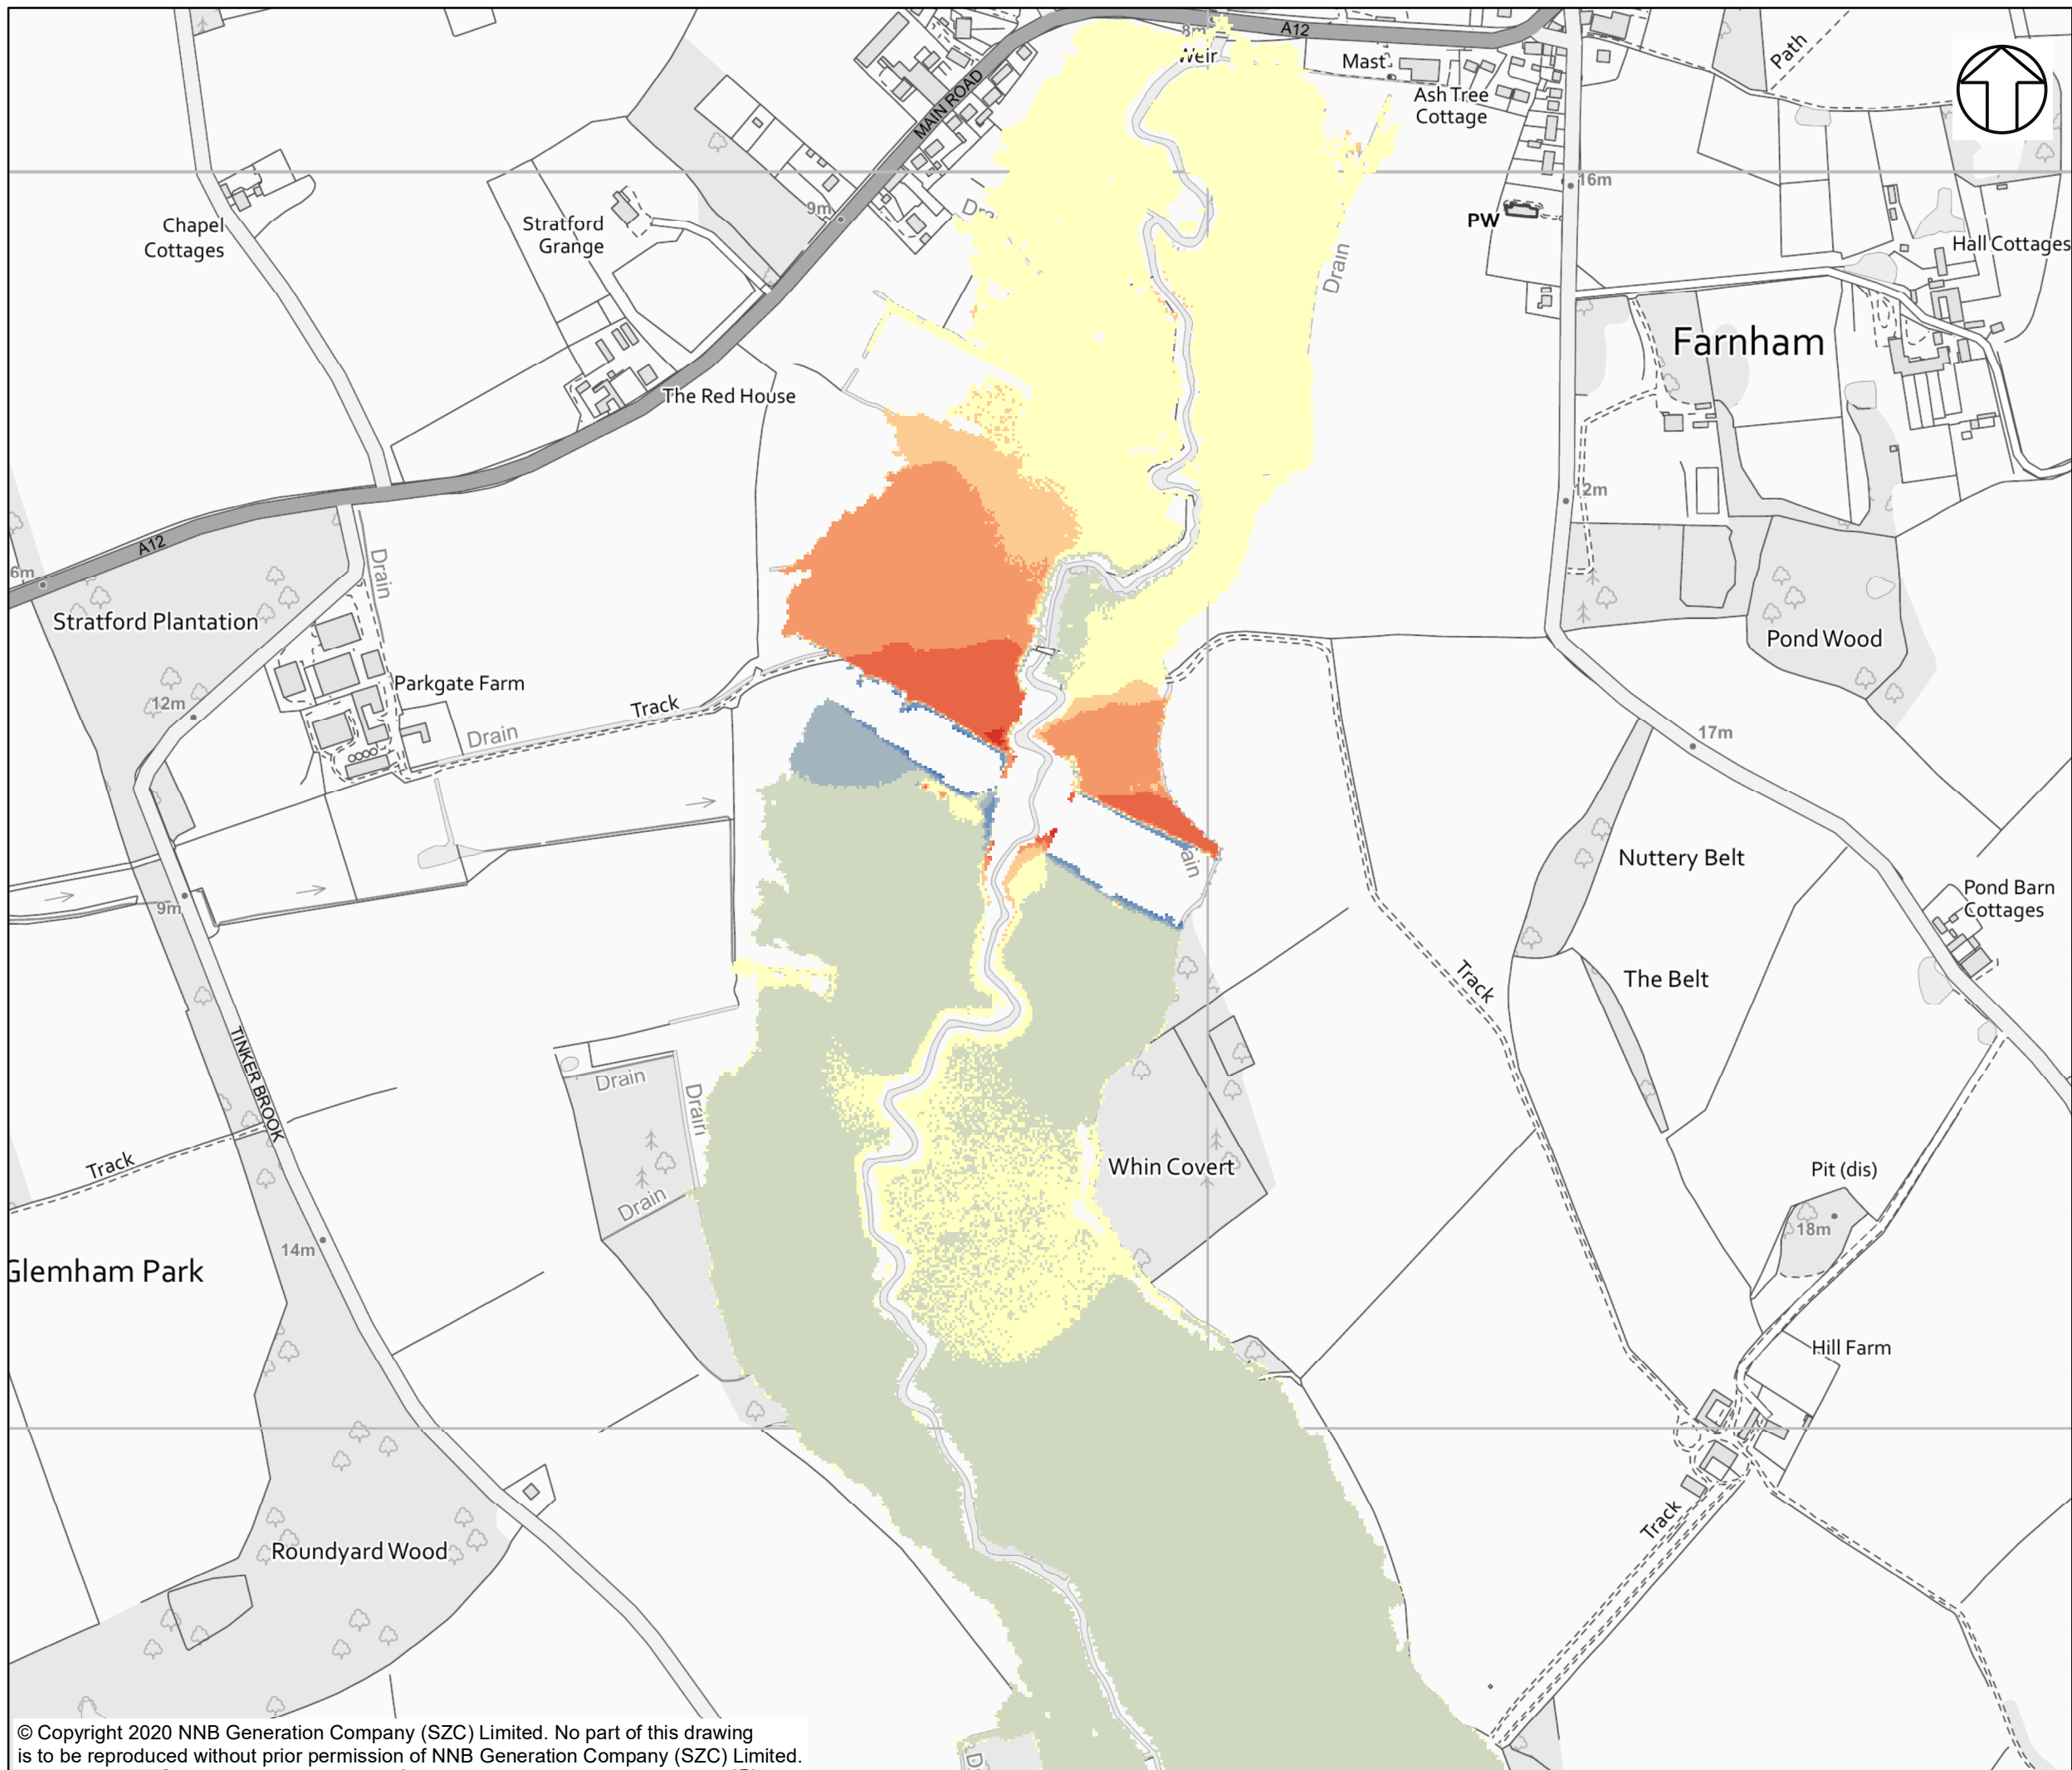 A12
8m
Weir
Mast
Path
Ash Tree
Cottage
MAIN ROAD
16m
PW
9m
Chapel
Cottages
Stratford
Grange
Hall Cottages
Drain
Farnham
The Red House
12m
A12
6m
Drain
Stratford Plantation
Pond Wood
Parkgate Farm
12m
Track
Drain
17m
Nuttery Belt
Pond Barn
Cottages
9m
The Belt
Track
TINKER BROOK
Drain
Drain
Track
Whin Covert
Pit (dis)
Drain
18m
14m
Glemham Park
Hill Farm
Track
Roundyard Wood
© Copyright 2020 NNB Generation Company (SZC) Limited. No part of this drawing
is to be reproduced without prior permission of NNB Generation Company (SZC) Limited.